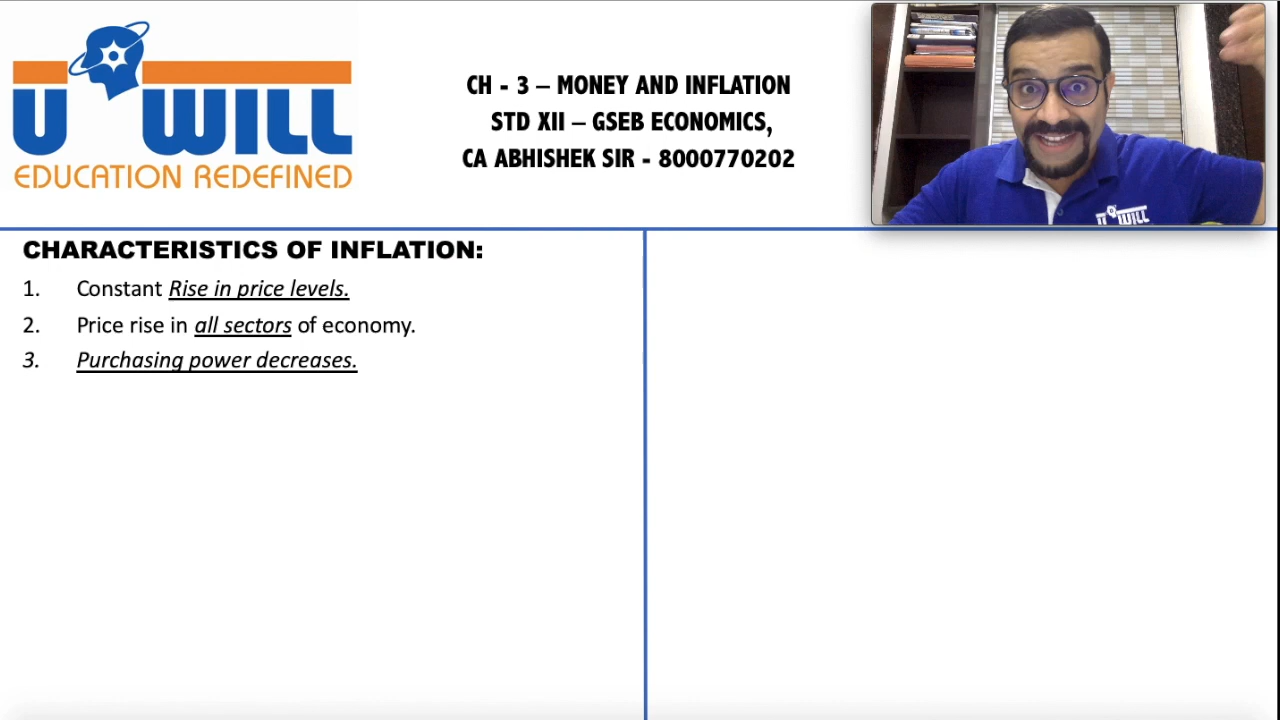 U WILL
EDUCATION REDEFINED
CH - 3 – MONEY AND INFLATION
STD XII – GSEB ECONOMICS,
CA ABHISHEK SIR - 8000770202
U WILL
CHARACTERISTICS OF INFLATION:
1. Constant Rise in price levels.
2. Price rise in all sectors of economy.
3. Purchasing power decreases.